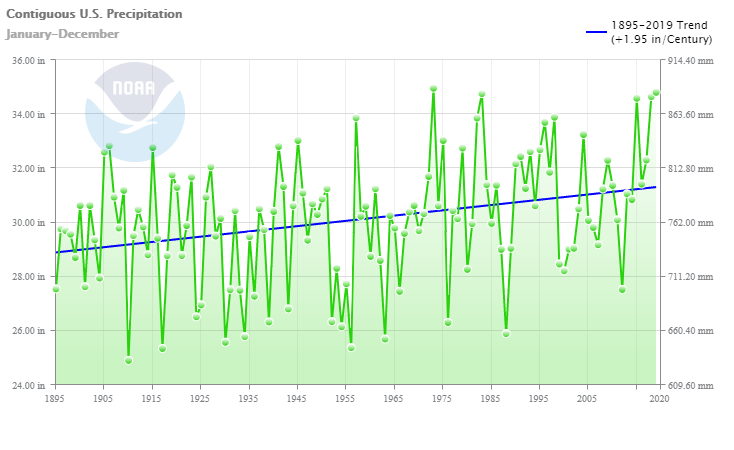 Contiguous U.S. Precipitation
January–December
1895–2019 Trend
(+1.95 in/Century)
NOAA
36.00 in
914.40 mm
34.00 in
863.60 mm
32.00 in
812.80 mm
30.00 in
762.00 mm
28.00 in
711.20 mm
26.00 in
660.40 mm
24.00 in
609.60 mm
1895 1905 1915 1925 1935 1945 1955 1965 1975 1985 1995 2005 2020